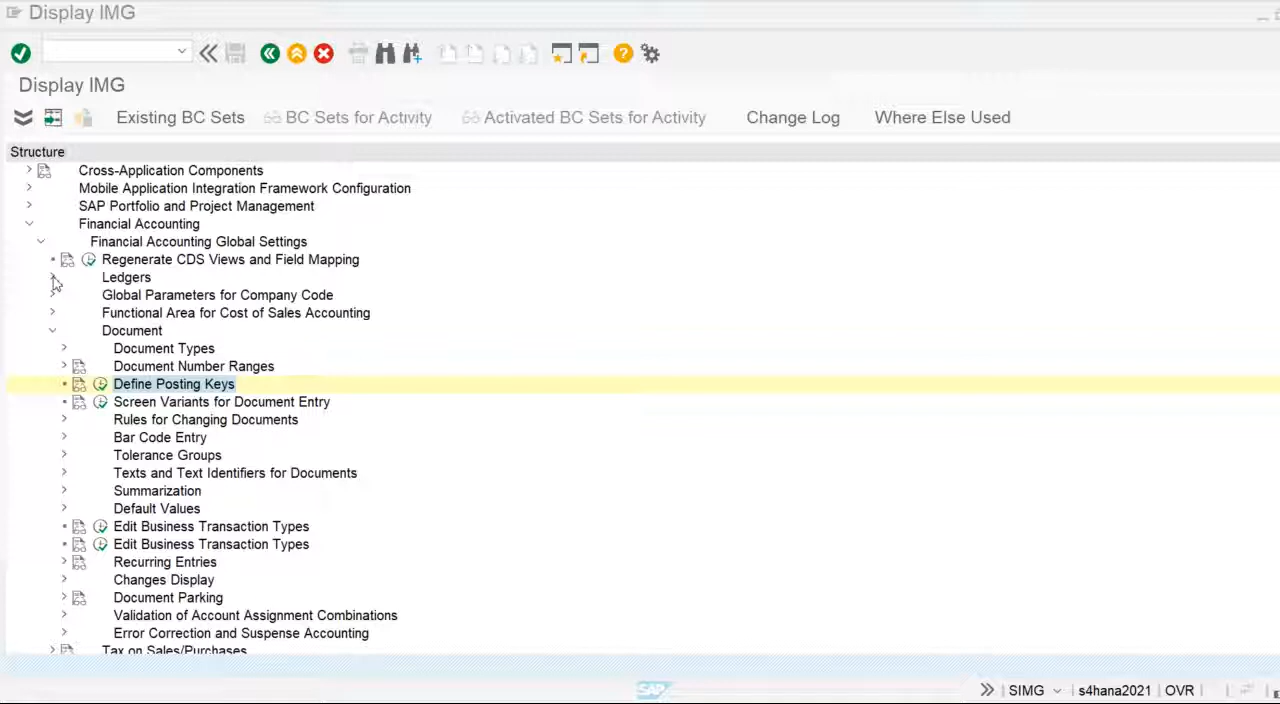 Display IMG
Display IMG
Existing BC Sets BC Sets for Activity Activated BC Sets for Activity Change Log Where Else Used
Structure
Cross-Application Components
Mobile Application Integration Framework Configuration
SAP Portfolio and Project Management
Financial Accounting
Financial Accounting Global Settings
Regenerate CDS Views and Field Mapping
Ledgers
Global Parameters for Company Code
Functional Area for Cost of Sales Accounting
Document
Document Types
Document Number Ranges
Define Posting Keys
Screen Variants for Document Entry
Rules for Changing Documents
Bar Code Entry
Tolerance Groups
Texts and Text Identifiers for Documents
Summarization
Default Values
Edit Business Transaction Types
Edit Business Transaction Types
Recurring Entries
Changes Display
Document Parking
Validation of Account Assignment Combinations
Error Correction and Suspense Accounting
Tax on Sales/Purchases
SAP SIMG s4hana2021 OVR